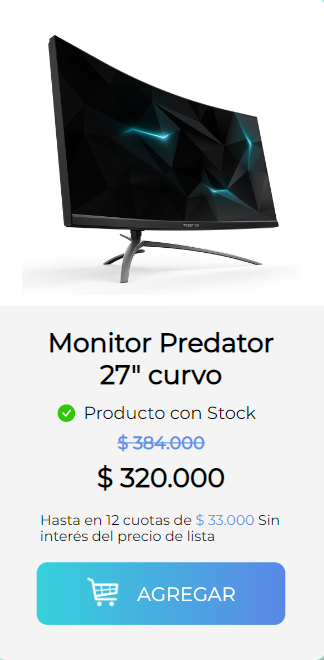 Monitor Predator
27" curvo
Producto con Stock
$ 384.000
$ 320.000
Hasta en 12 cuotas de $ 33.000 Sin
interés del precio de lista
AGREGAR